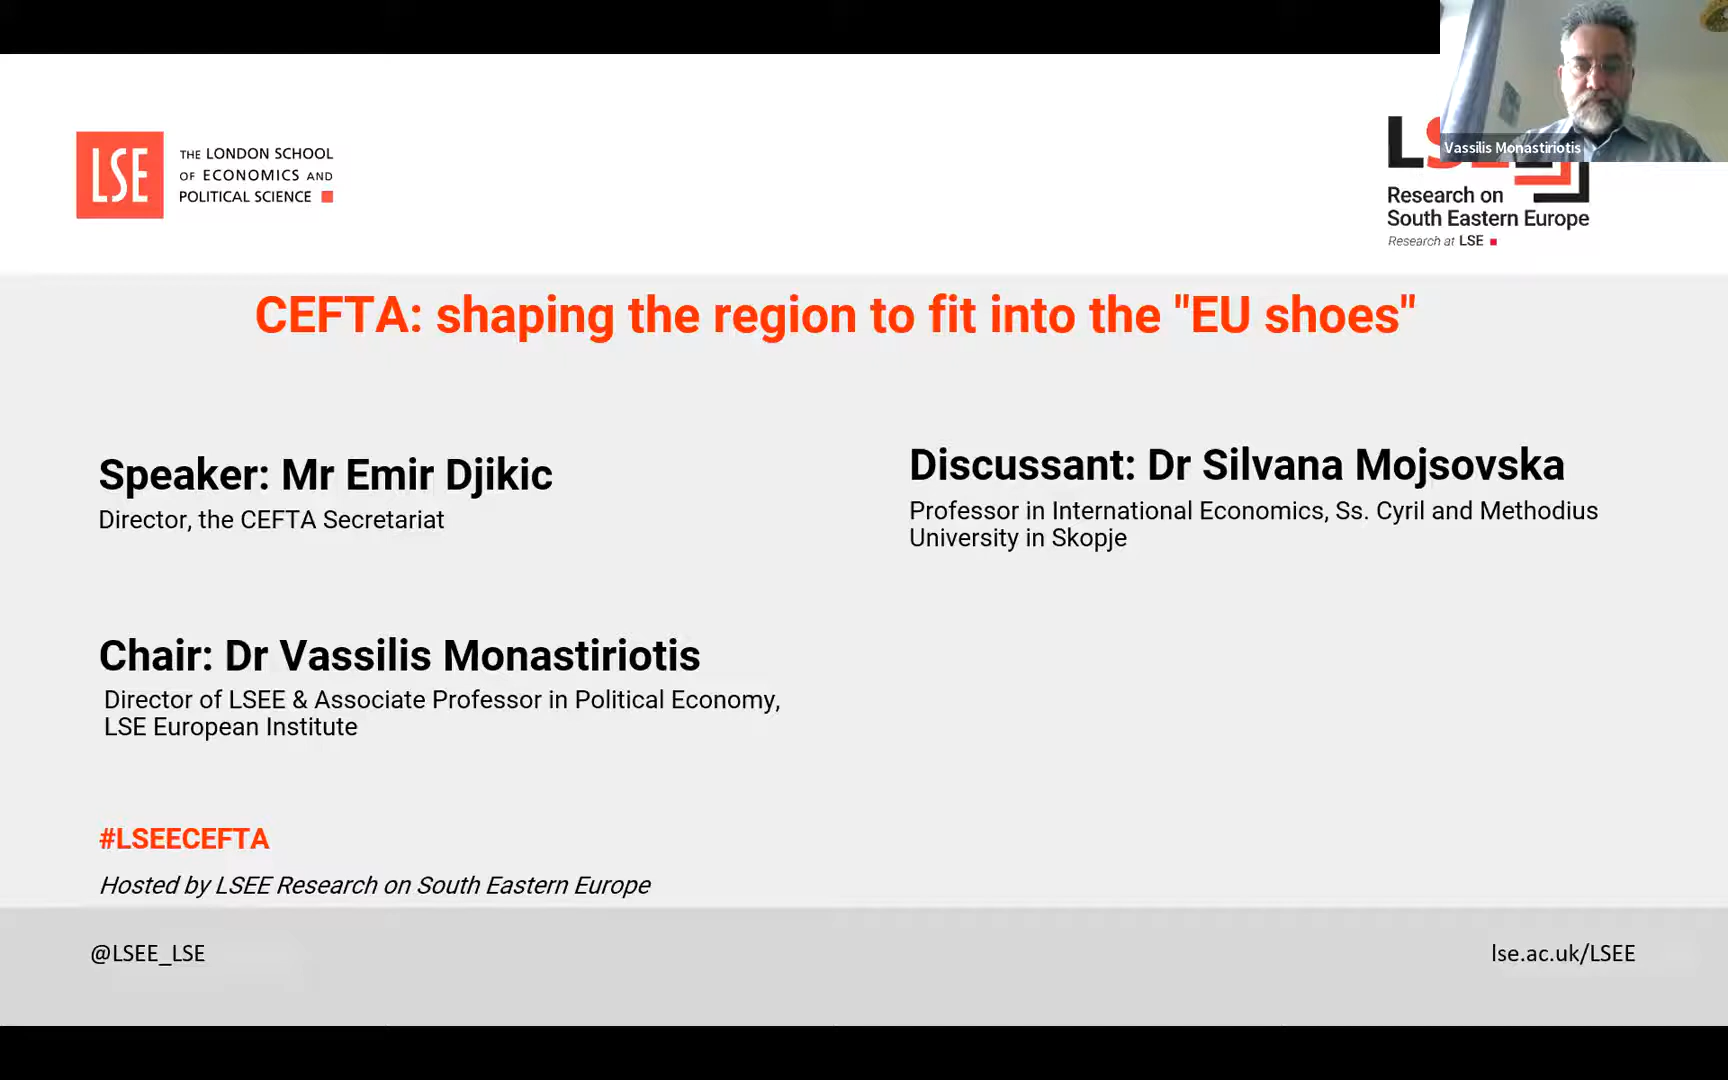 Vassilis Monastiriotis
LSE
THE LONDON SCHOOL
OF ECONOMICS AND
POLITICAL SCIENCE
Research on
South Eastern Europe
Research at LSE
CEFTA: shaping the region to fit into the "EU shoes"
Speaker: Mr Emir Djikic
Director, the CEFTA Secretariat
Discussant: Dr Silvana Mojsovska
Professor in International Economics, Ss. Cyril and Methodius
University in Skopje
Chair: Dr Vassilis Monastiriotis
Director of LSEE & Associate Professor in Political Economy,
LSE European Institute
#LSEECEFTA
Hosted by LSEE Research on South Eastern Europe
@LSEE_LSE
lse.ac.uk/LSEE